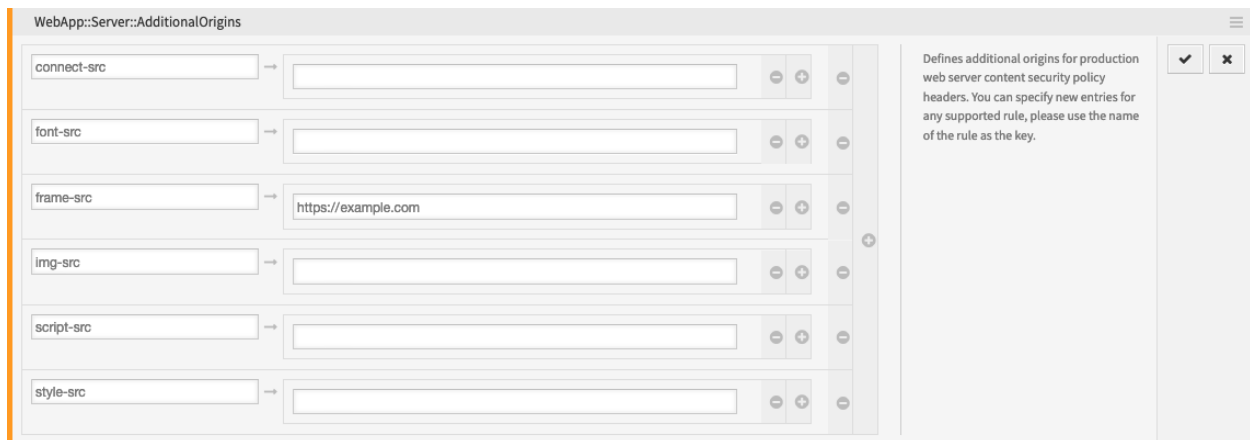 WebApp::Server::AdditionalOrigins
connect-src
font-src
frame-src
https://example.com
img-src
script-src
style-src
Defines additional origins for production
web server content security policy
headers. You can specify new entries for
any supported rule, please use the name
of the rule as the key.